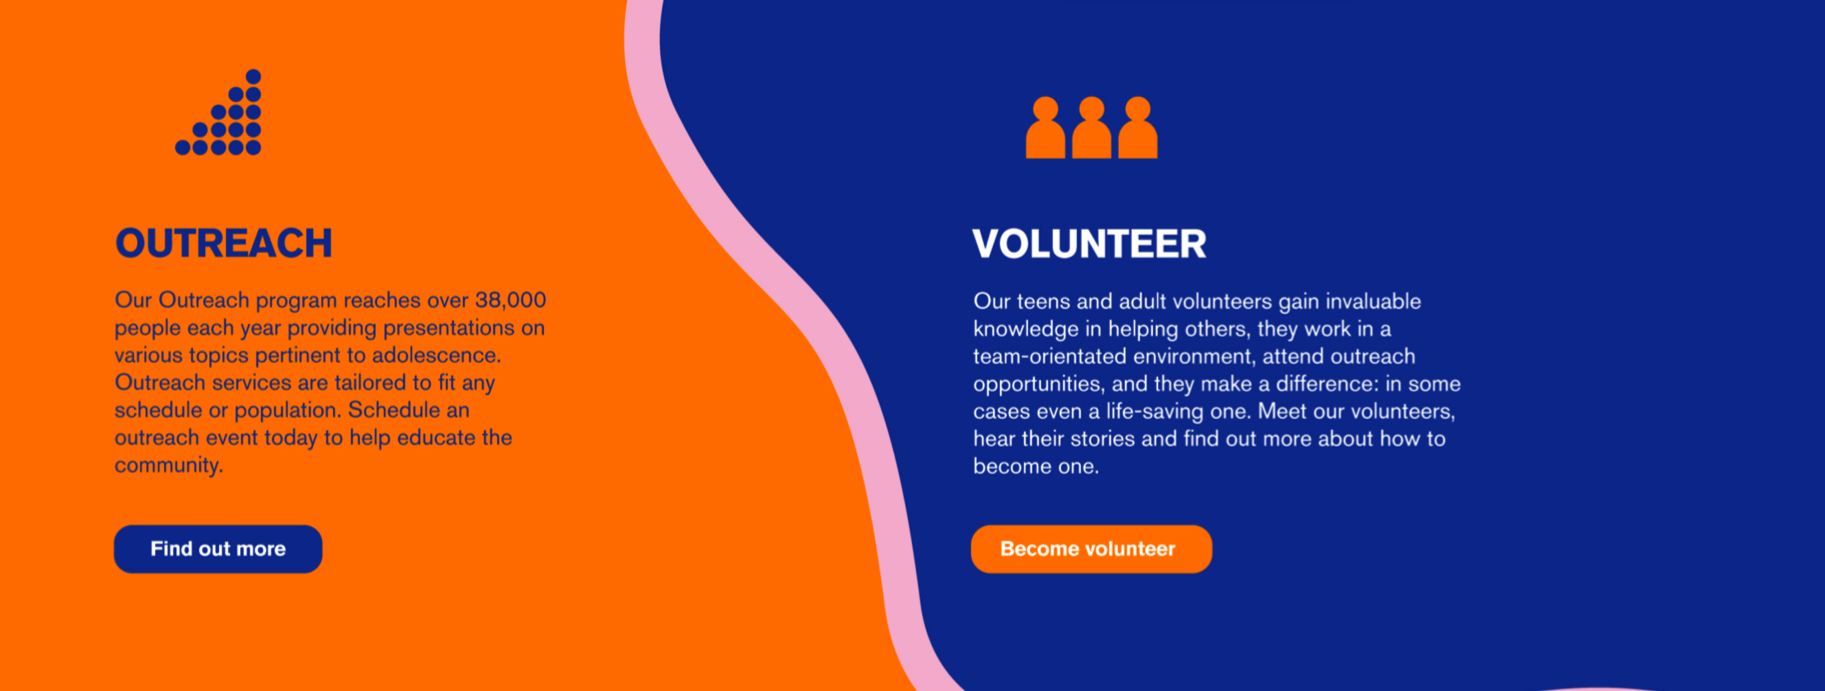 OUTREACH
Our Outreach program reaches over 38,000
people each year providing presentations on
various topics pertinent to adolescence.
Outreach services are tailored to fit any
schedule or population. Schedule an
outreach event today to help educate the
community.
Find out more
VOLUNTEER
Our teens and adult volunteers gain invaluable
knowledge in helping others, they work in a
team-orientated environment, attend outreach
opportunities, and they make a difference: in some
cases even a life-saving one. Meet our volunteers,
hear their stories and find out more about how to
become one.
Become volunteer